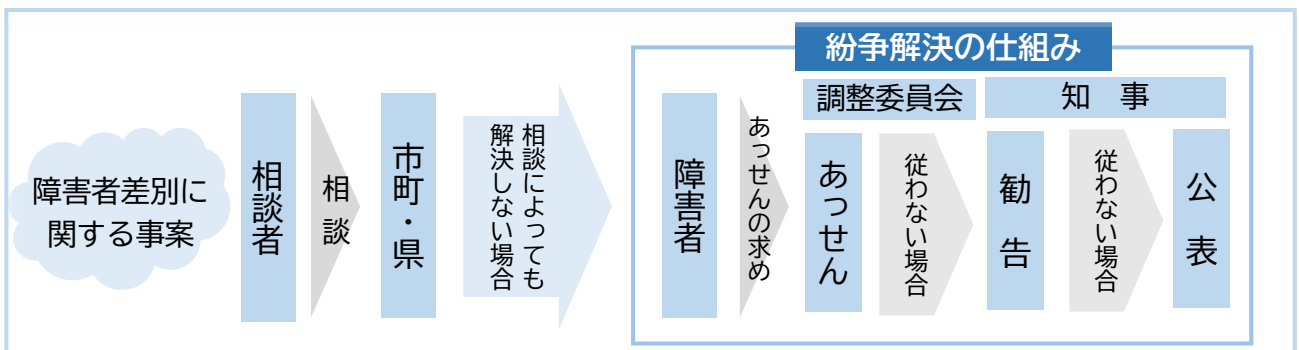 紛争解決の仕組み
調整委員会
知　事
障害者差別に
関する事案
相談者
相談
市町・県
相談によっても
解決しない場合
障害者
あっせんの求め
あっせん
従わない場合
勧告
従わない場合
公表